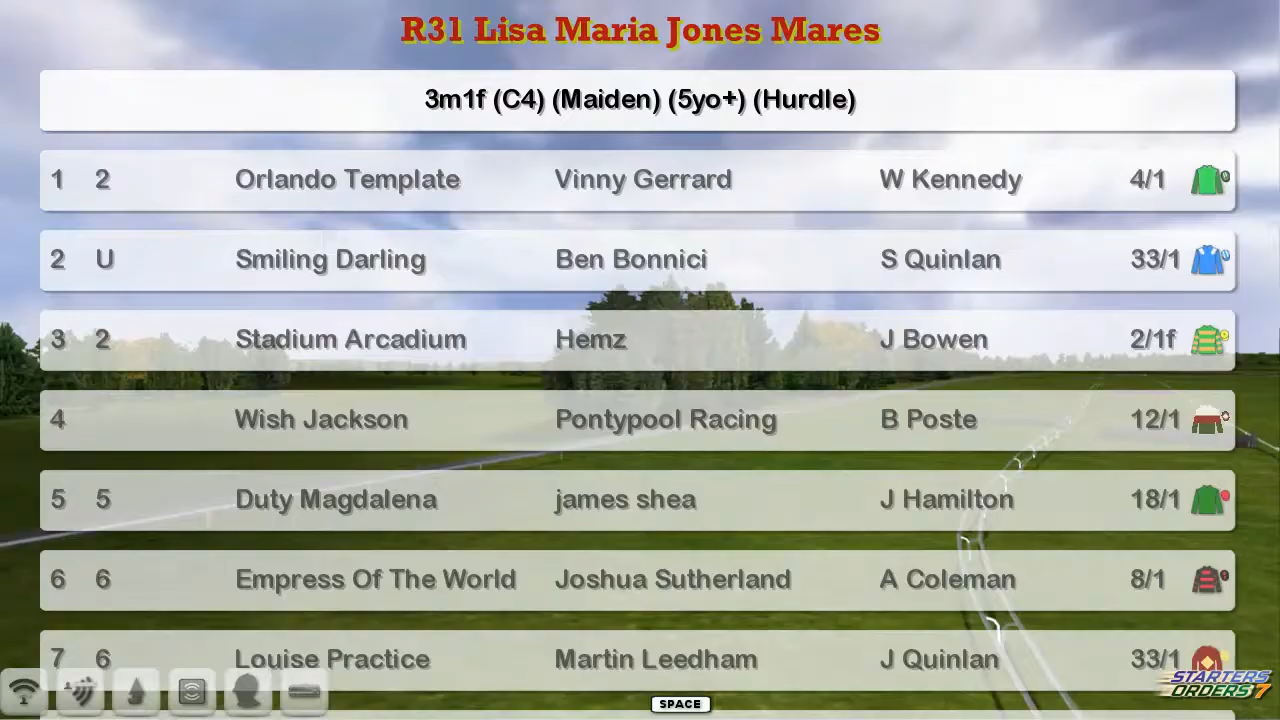 R31 Lisa Maria Jones Mares
3m1f (C4) (Maiden) (5yo+) (Hurdle)
1 2 Orlando Template Vinny Gerrard W Kennedy 4/1
2 U Smiling Darling Ben Bonnici S Quinlan 33/1
3 2 Stadium Arcadium Hemz J Bowen 2/1f
4 Wish Jackson Pontypool Racing B Poste 12/1
5 5 Duty Magdalena james shea J Hamilton 18/1
6 6 Empress Of The World Joshua Sutherland A Coleman 8/1
7 6 Louise Practice Martin Leedham J Quinlan 33/1
STARTERS
ORDERS 7
SPACE